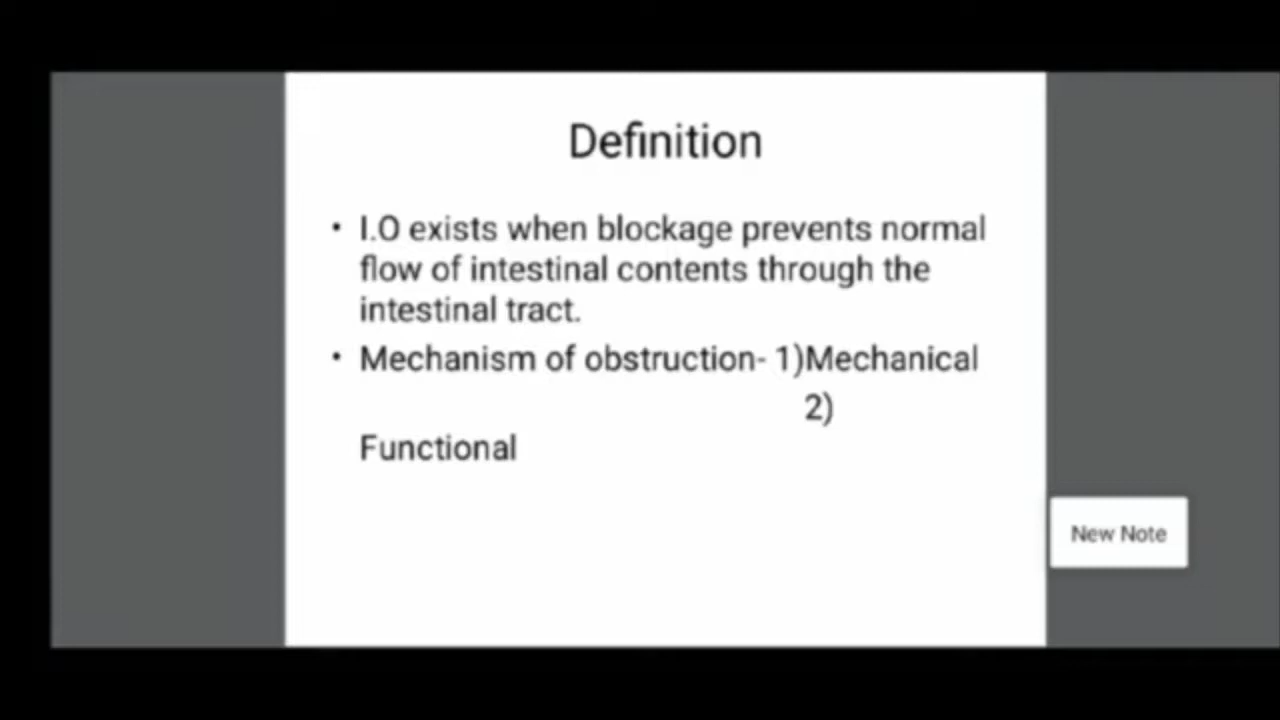 Definition
• I.O exists when blockage prevents normal
flow of intestinal contents through the
intestinal tract.
• Mechanism of obstruction- 1)Mechanical
2)
Functional
New Note